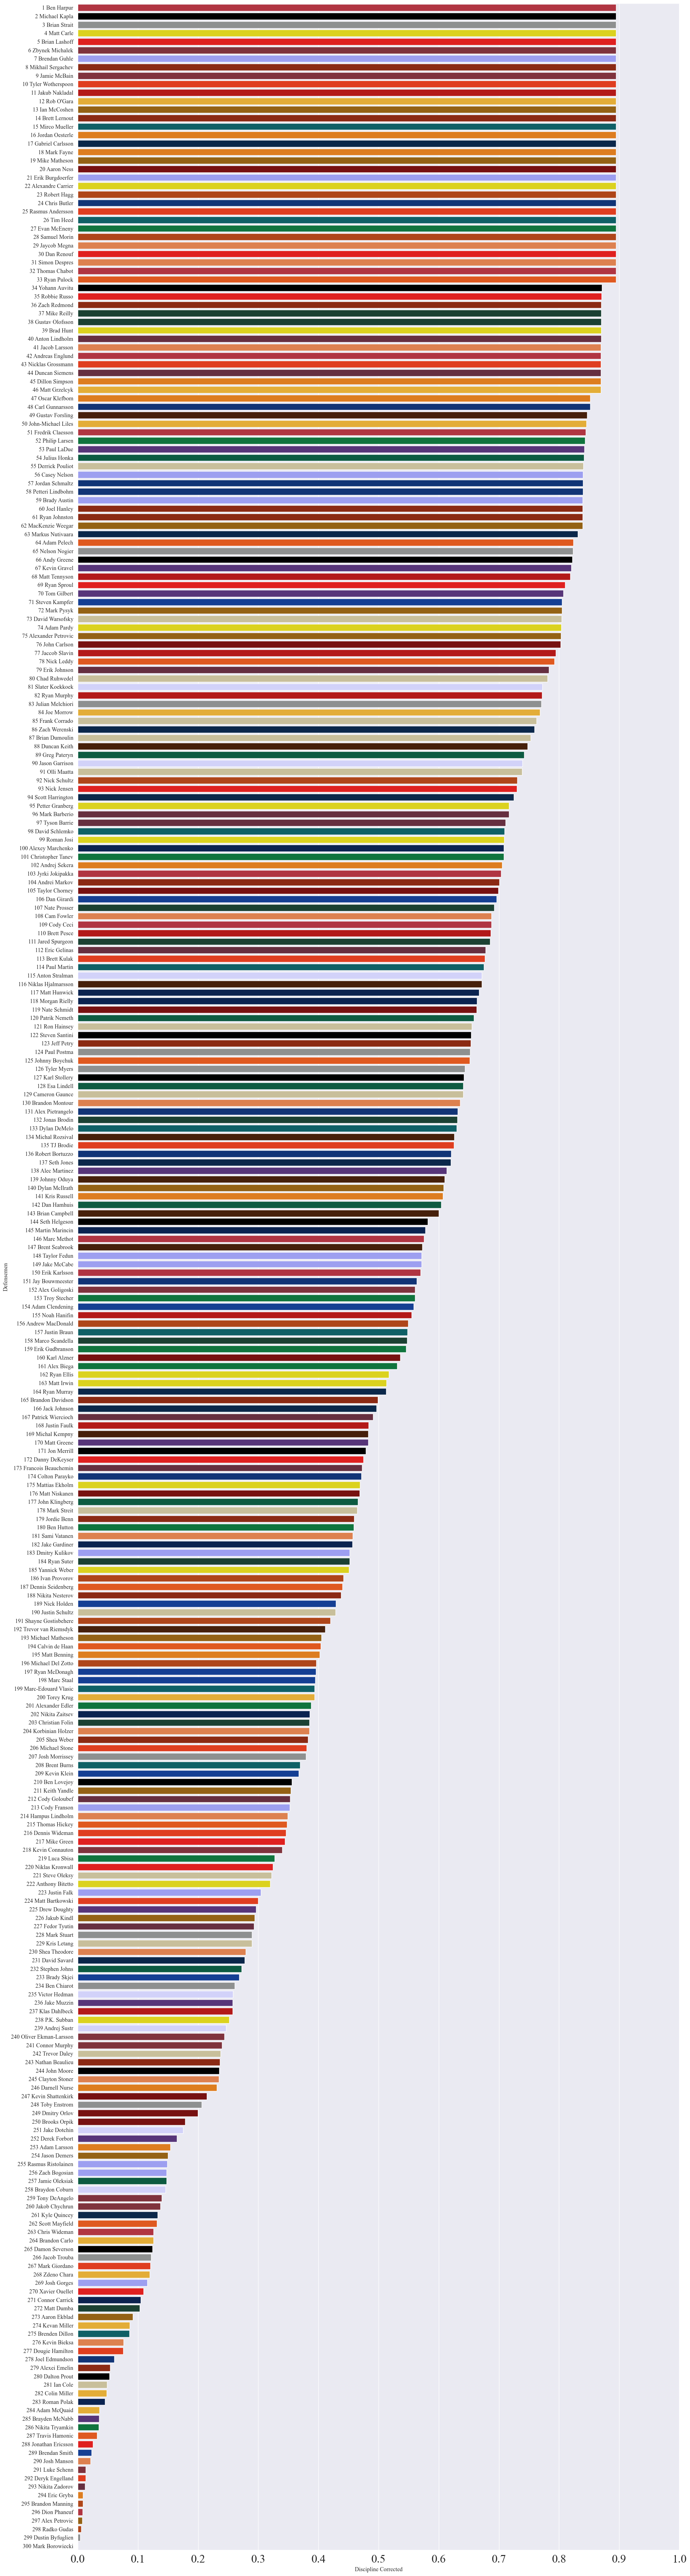 1 Ben Harpur
2 Michael Kapla
3 Brian Strait
4 Matt Carle
5 Brian Lashoff
6 Zbynek Michalek
7 Brendan Guhle
8 Mikhail Sergachev
9 Jamie McBain
10 Tyler Wotherspoon
11 Jakub Nakladal
12 Rob O'Gara
13 Ian McCoshen
14 Brett Lernout
15 Mirco Mueller
16 Jordan Oesterle
17 Gabriel Carlsson
18 Mark Fayne
19 Mike Matheson
20 Aaron Ness
21 Erik Burgdoerfer
22 Alexandre Carrier
23 Robert Hagg
24 Chris Butler
25 Rasmus Andersson
26 Tim Heed
27 Evan McEneny
28 Samuel Morin
29 Jaycob Megna
30 Dan Renouf
31 Simon Despres
32 Thomas Chabot
33 Ryan Pulock
34 Yohann Auvitu
35 Robbie Russo
36 Zach Redmond
37 Mike Reilly
38 Gustav Olofsson
39 Brad Hunt
40 Anton Lindholm
41 Jacob Larsson
42 Andreas Englund
43 Nicklas Grossmann
44 Duncan Siemens
45 Dillon Simpson
46 Matt Grzelcyk
47 Oscar Klefbom
48 Carl Gunnarsson
49 Gustav Forsling
50 John-Michael Liles
51 Fredrik Claesson
52 Philip Larsen
53 Paul LaDue
54 Julius Honka
55 Derrick Pouliot
56 Casey Nelson
57 Jordan Schmaltz
58 Petteri Lindbohm
59 Brady Austin
60 Joel Hanley
61 Ryan Johnston
62 MacKenzie Weegar
63 Markus Nutivaara
64 Adam Pelech
65 Nelson Nogier
66 Andy Greene
67 Kevin Gravel
68 Matt Tennyson
69 Ryan Sproul
70 Tom Gilbert
71 Steven Kampfer
72 Mark Pysyk
73 David Warsofsky
74 Adam Pardy
75 Alexander Petrovic
76 John Carlson
77 Jaccob Slavin
78 Nick Leddy
79 Erik Johnson
80 Chad Ruhwedel
81 Slater Koekkoek
82 Ryan Murphy
83 Julian Melchiori
84 Joe Morrow
85 Frank Corrado
86 Zach Werenski
87 Brian Dumoulin
88 Duncan Keith
89 Greg Pateryn
90 Jason Garrison
91 Olli Maatta
92 Nick Schultz
93 Nick Jensen
94 Scott Harrington
95 Petter Granberg
96 Mark Barberio
97 Tyson Barrie
98 David Schlemko
99 Roman Josi
100 Alexey Marchenko
101 Christopher Tanev
102 Andrej Sekera
103 Jyrki Jokipakka
104 Andrei Markov
105 Taylor Chorney
106 Dan Girardi
107 Nate Prosser
108 Cam Fowler
109 Cody Ceci
110 Brett Pesce
111 Jared Spurgeon
112 Eric Gelinas
113 Brett Kulak
114 Paul Martin
115 Anton Stralman
116 Niklas Hjalmarsson
117 Matt Hunwick
118 Morgan Rielly
119 Nate Schmidt
120 Patrik Nemeth
121 Ron Hainsey
122 Steven Santini
123 Jeff Petry
124 Paul Postma
125 Johnny Boychuk
126 Tyler Myers
127 Karl Stollery
128 Esa Lindell
129 Cameron Gaunce
130 Brandon Montour
131 Alex Pietrangelo
132 Jonas Brodin
133 Dylan DeMelo
134 Michal Rozsival
135 TJ Brodie
136 Robert Bortuzzo
137 Seth Jones
138 Alec Martinez
139 Johnny Oduya
140 Dylan McIlrath
141 Kris Russell
142 Dan Hamhuis
143 Brian Campbell
144 Seth Helgeson
145 Martin Marincin
146 Marc Methot
147 Brent Seabrook
148 Taylor Fedun
149 Jake McCabe
150 Erik Karlsson
151 Jay Bouwmeester
152 Alex Goligoski
153 Troy Stecher
154 Adam Clendening
155 Noah Hanifin
156 Andrew MacDonald
157 Justin Braun
158 Marco Scandella
159 Erik Gudbranson
160 Karl Alzner
161 Alex Biega
162 Ryan Ellis
163 Matt Irwin
164 Ryan Murray
165 Brandon Davidson
166 Jack Johnson
167 Patrick Wiercioch
168 Justin Faulk
169 Michal Kempny
170 Matt Greene
171 Jon Merrill
172 Danny DeKeyser
173 Francois Beauchemin
174 Colton Parayko
175 Mattias Ekholm
176 Matt Niskanen
177 John Klingberg
178 Mark Streit
179 Jordie Benn
180 Ben Hutton
181 Sami Vatanen
182 Jake Gardiner
183 Dmitry Kulikov
184 Ryan Suter
185 Yannick Weber
186 Ivan Provorov
187 Dennis Seidenberg
188 Nikita Nesterov
189 Nick Holden
190 Justin Schultz
191 Shayne Gostisbehere
192 Trevor van Riemsdyk
193 Michael Matheson
194 Calvin de Haan
195 Matt Benning
196 Michael Del Zotto
197 Ryan McDonagh
198 Marc Staal
199 Marc-Edouard Vlasic
200 Torey Krug
201 Alexander Edler
202 Nikita Zaitsev
203 Christian Folin
204 Korbinian Holzer
205 Shea Weber
206 Michael Stone
207 Josh Morrissey
208 Brent Burns
209 Kevin Klein
210 Ben Lovejoy
211 Keith Yandle
212 Cody Goloubef
213 Cody Franson
214 Hampus Lindholm
215 Thomas Hickey
216 Dennis Wideman
217 Mike Green
218 Kevin Connauton
219 Luca Sbisa
220 Niklas Kronwall
221 Steve Oleksy
222 Anthony Bitetto
223 Justin Falk
224 Matt Bartkowski
225 Drew Doughty
226 Jakub Kindl
227 Fedor Tyutin
228 Mark Stuart
229 Kris Letang
230 Shea Theodore
231 David Savard
232 Stephen Johns
233 Brady Skjei
234 Ben Chiarot
235 Victor Hedman
236 Jake Muzzin
237 Klas Dahlbeck
238 P.K. Subban
239 Andrej Sustr
240 Oliver Ekman-Larsson
241 Connor Murphy
242 Trevor Daley
243 Nathan Beaulieu
244 John Moore
245 Clayton Stoner
246 Darnell Nurse
247 Kevin Shattenkirk
248 Toby Enstrom
249 Dmitry Orlov
250 Brooks Orpik
251 Jake Dotchin
252 Derek Forbort
253 Adam Larsson
254 Jason Demers
255 Rasmus Ristolainen
256 Zach Bogosian
257 Jamie Oleksiak
258 Braydon Coburn
259 Tony DeAngelo
260 Jakob Chychrun
261 Kyle Quincey
262 Scott Mayfield
263 Chris Wideman
264 Brandon Carlo
265 Damon Severson
266 Jacob Trouba
267 Mark Giordano
268 Zdeno Chara
269 Josh Gorges
270 Xavier Ouellet
271 Connor Carrick
272 Matt Dumba
273 Aaron Ekblad
274 Kevan Miller
275 Brenden Dillon
276 Kevin Bieksa
277 Dougie Hamilton
278 Joel Edmundson
279 Alexei Emelin
280 Dalton Prout
281 Ian Cole
282 Colin Miller
283 Roman Polak
284 Adam McQuaid
285 Brayden McNabb
286 Nikita Tryamkin
287 Travis Hamonic
288 Jonathan Ericsson
289 Brendan Smith
290 Josh Manson
291 Luke Schenn
292 Deryk Engelland
293 Nikita Zadorov
294 Eric Gryba
295 Brandon Manning
296 Dion Phaneuf
297 Alex Petrovic
298 Radko Gudas
299 Dustin Byfuglien
300 Mark Borowiecki
Defenseman
0.0 0.1 0.2 0.3 0.4 0.5 0.6 0.7 0.8 0.9 1.0
Discipline Corrected